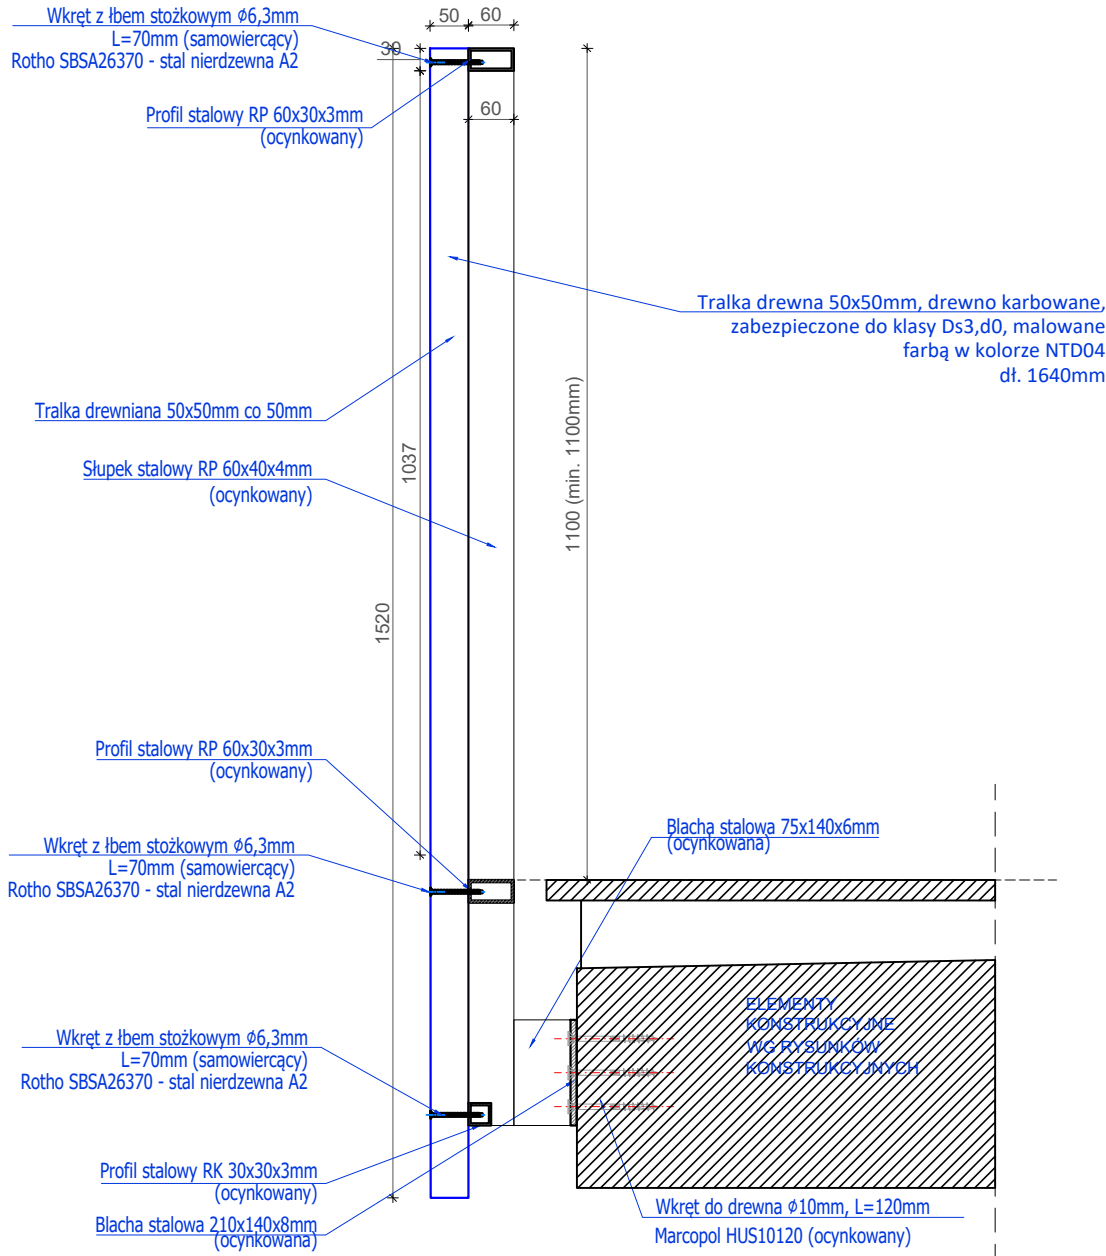 Wkręt z łbem stożkowym ϕ6,3mm
L=70mm (samowiercący)
Rotho SBSA26370 - stal nierdzewna A2
50
60
30
Profil stalowy RP 60x30x3mm
(ocynkowany)
60
Tralka drewna 50x50mm, drewno karbowane,
zabezpieczone do klasy Ds3,d0, malowane
farbą w kolorze NTD04
dł. 1640mm
Tralka drewniana 50x50mm co 50mm
1037
1100 (min. 1100mm)
Słupek stalowy RP 60x40x4mm
(ocynkowany)
1520
Profil stalowy RP 60x30x3mm
(ocynkowany)
Blacha stalowa 75x140x6mm
(ocynkowana)
Wkręt z łbem stożkowym ϕ6,3mm
L=70mm (samowiercący)
Rotho SBSA26370 - stal nierdzewna A2
ELEMENTY
KONSTRUKCYJNE
WG RYSUNKÓW
KONSTRUKCYJNYCH
Wkręt z łbem stożkowym ϕ6,3mm
L=70mm (samowiercący)
Rotho SBSA26370 - stal nierdzewna A2
Profil stalowy RK 30x30x3mm
(ocynkowany)
Blacha stalowa 210x140x8mm
(ocynkowana)
Wkręt do drewna ϕ10mm, L=120mm
Marcopol HUS10120 (ocynkowany)